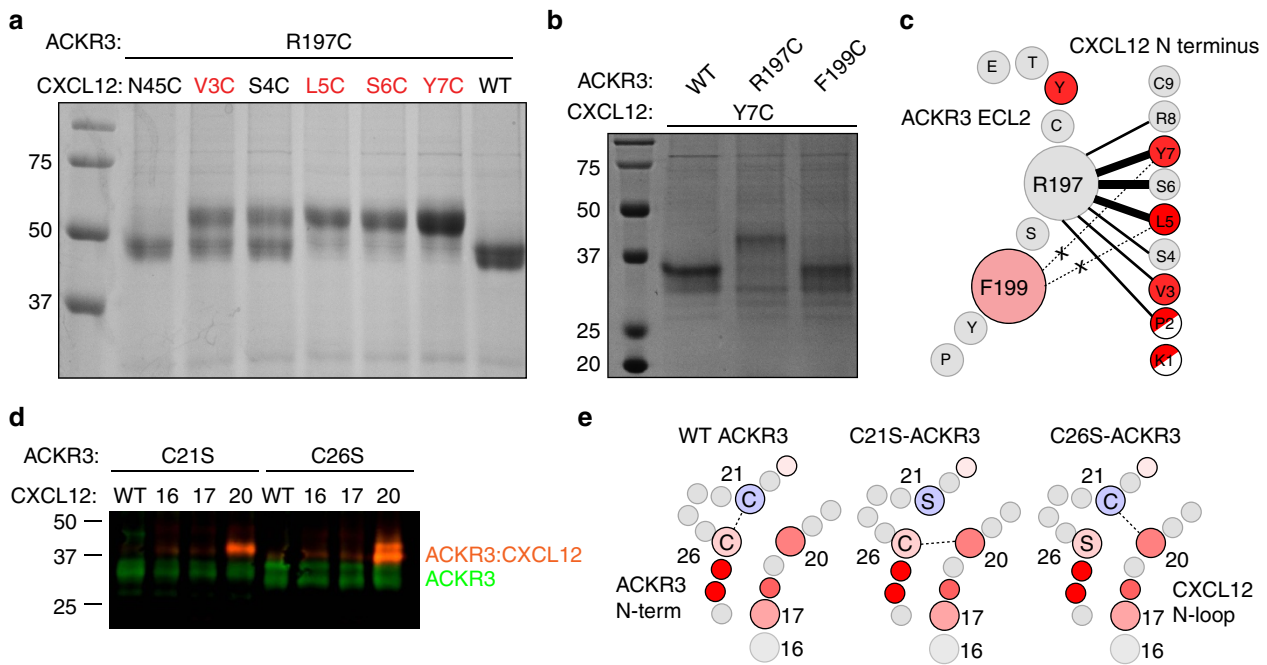 a
ACKR3: R197C
CXCL12: N45C V3C S4C L5C S6C Y7C WT
75
50
37
b
ACKR3: WT R197C F199C
CXCL12: Y7C
75
50
37
25
20
c
CXCL12 N terminus
ACKR3 ECL2
E T Y C
R197
S
F199
Y
P
C9
R8
Y7
S6
L5
S4
V3
P2
K1
x
x
d
ACKR3: C21S C26S
CXCL12: WT 16 17 20 WT 16 17 20
50
37
25
ACKR3:CXCL12
ACKR3
e
WT ACKR3 C21S-ACKR3 C26S-ACKR3
21 C
26 C
20
17
16
ACKR3
N-term
21 S
26 C
20
17
16
21 C
26 S
20
17
16
CXCL12
N-loop